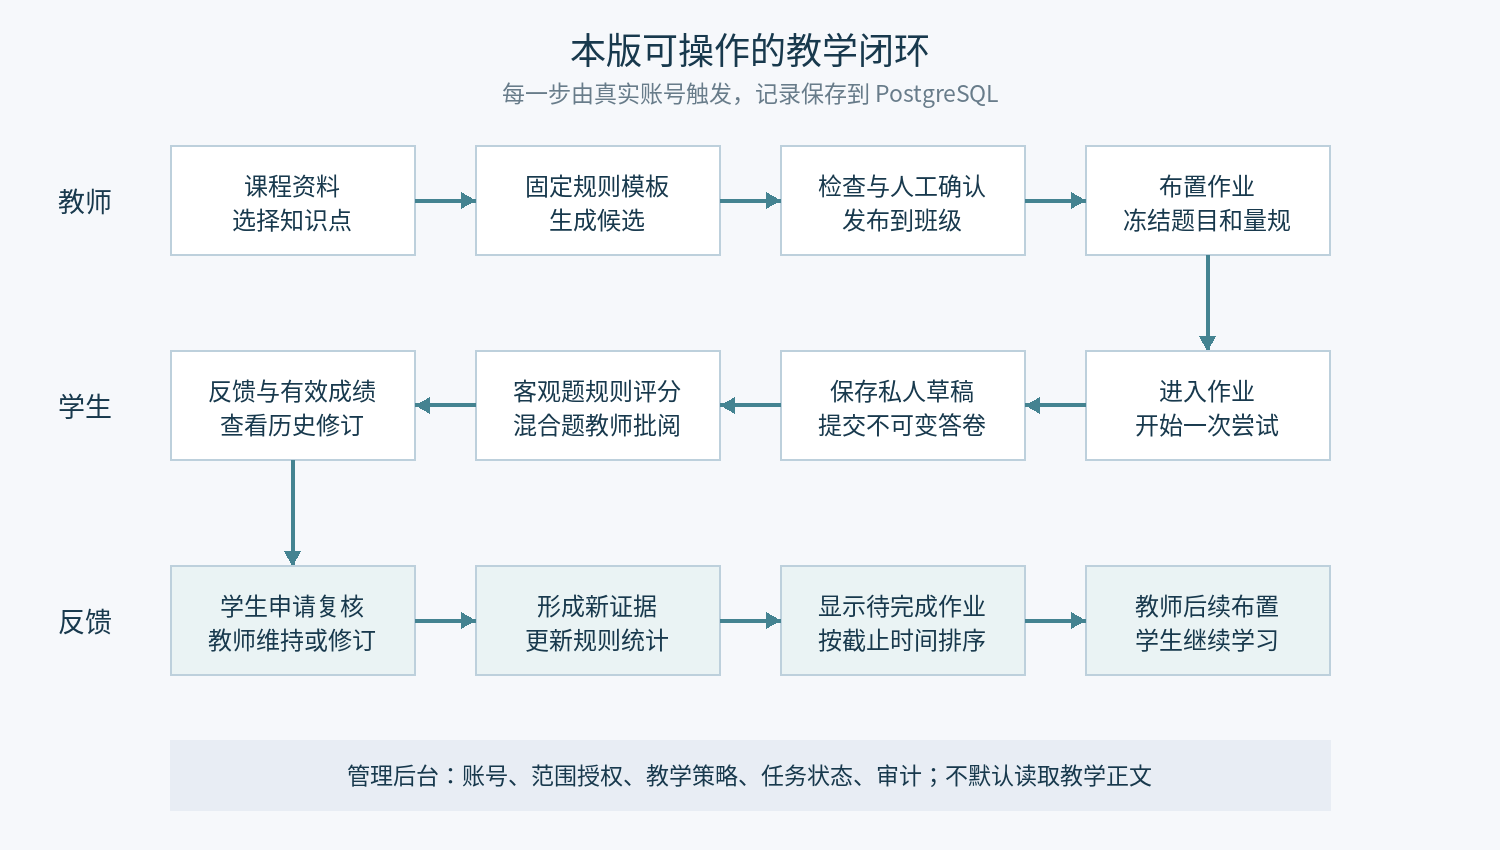 本版可操作的教学闭环
每一步由真实账号触发，记录保存到 PostgreSQL
教师
课程资料
选择知识点
固定规则模板
生成候选
检查与人工确认
发布到班级
布置作业
冻结题目和量规
学生
反馈与有效成绩
查看历史修订
客观题规则评分
混合题教师批阅
保存私人草稿
提交不可变答卷
进入作业
开始一次尝试
反馈
学生申请复核
教师维持或修订
形成新证据
更新规则统计
显示待完成作业
按截止时间排序
教师后续布置
学生继续学习
管理后台：账号、范围授权、教学策略、任务状态、审计；不默认读取教学正文